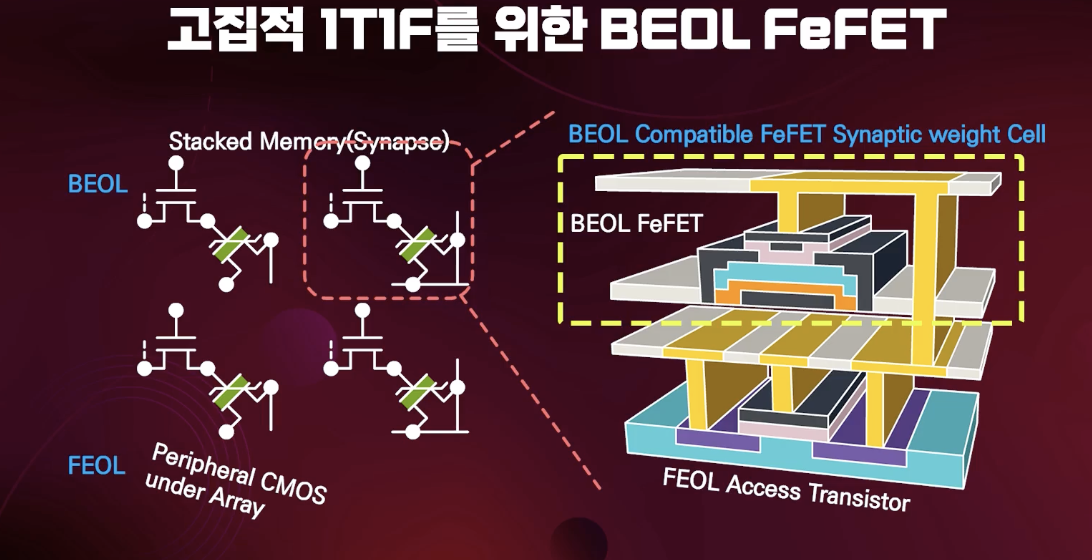 고집적 1T1F를 위한 BEOL FeFET
Stacked Memory(Synapse)
BEOL
FEOL
Peripheral CMOS
under Array
BEOL Compatible FeFET Synaptic weight Cell
BEOL FeFET
FEOL Access Transistor